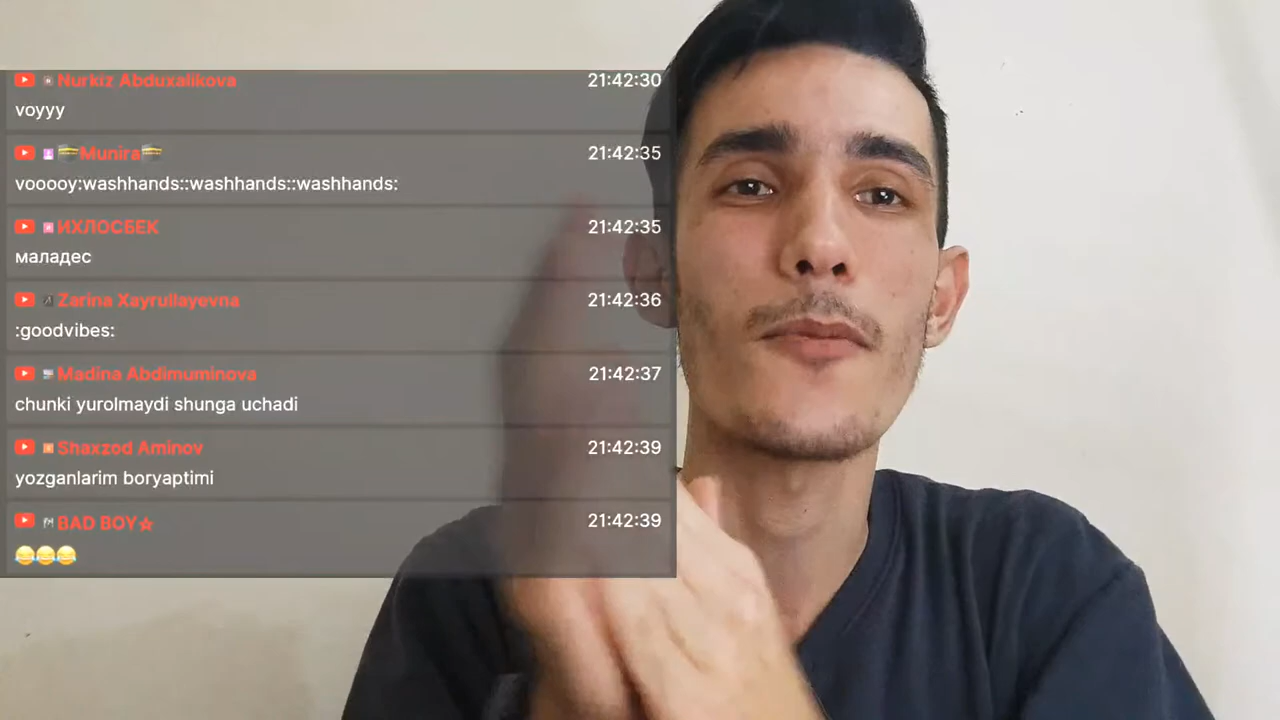 Nurkiz Abduxalikova 21:42:30
voyyy
Munira 21:42:35
vooooy:washhands::washhands::washhands:
ИХЛОСБЕК 21:42:35
маладес
Zarina Xayrullayevna 21:42:36
:goodvibes:
Madina Abdimuminova 21:42:37
chunki yurolmaydi shunga uchadi
Shaxzod Aminov 21:42:39
yozganlarim boryaptimi
BAD BOY☆ 21:42:39
😂😂😂